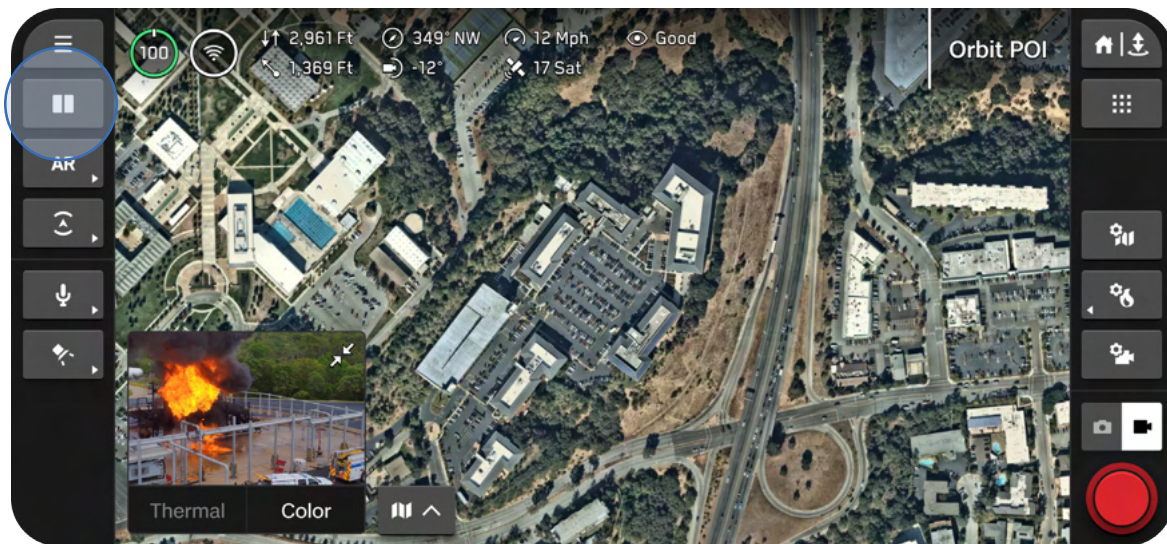 100
2,961 Ft
349° NW
12 Mph
Good
1,369 Ft
-12°
17 Sat
Orbit POI
AR
Thermal
Color